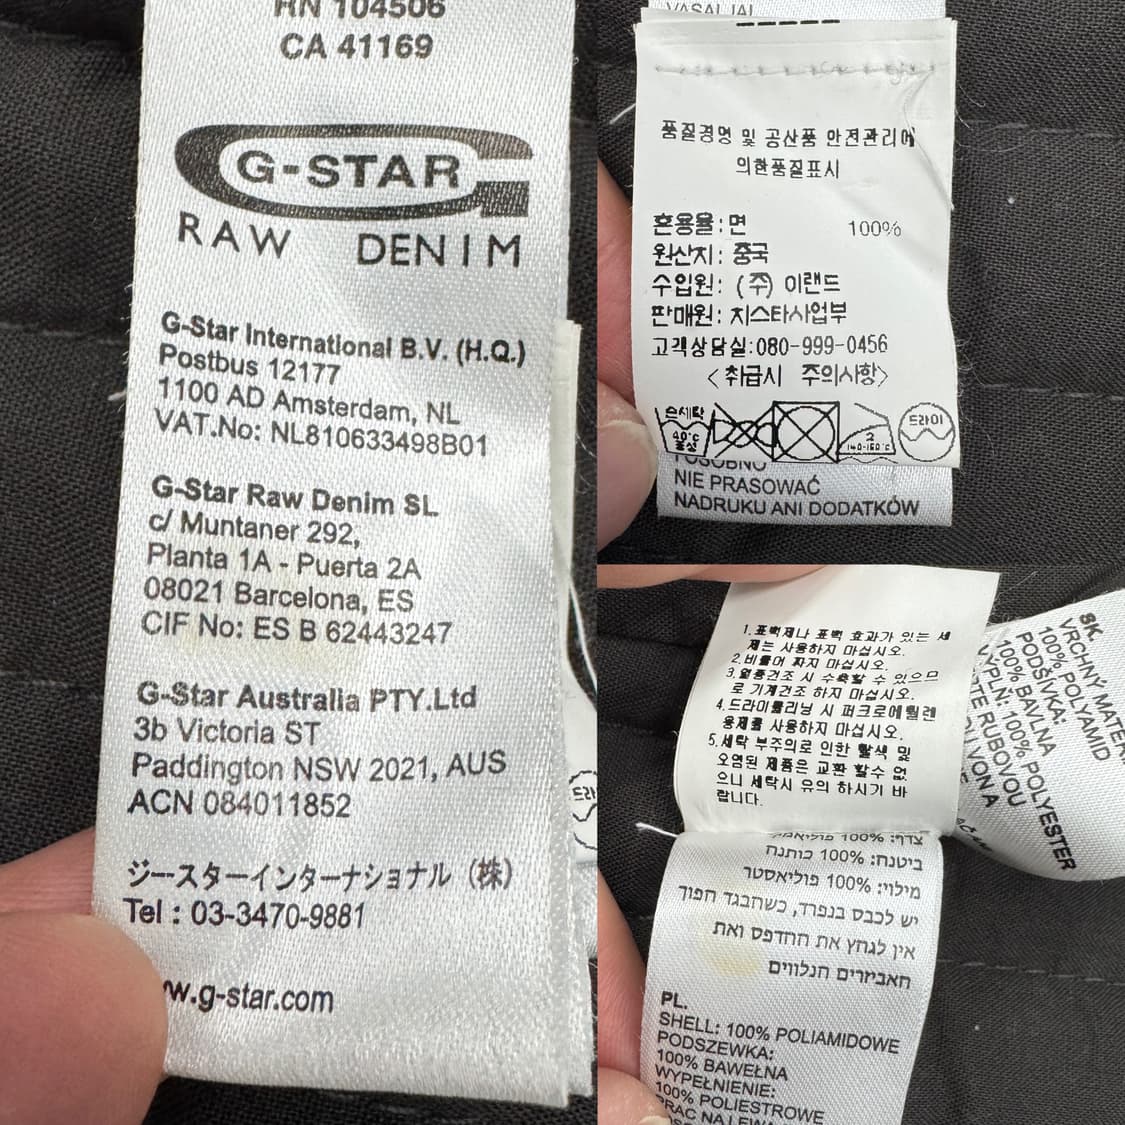 RN 104506
CA 41169
G-STAR
RAW DENIM
G-Star International B.V. (H.Q.)
Postbus 12177
1100 AD Amsterdam, NL
VAT.No: NL810633498B01
G-Star Raw Denim SL
c/ Muntaner 292,
Planta 1A - Puerta 2A
08021 Barcelona, ES
CIF No: ES B 62443247
G-Star Australia PTY.Ltd
3b Victoria ST
Paddington NSW 2021, AUS
ACN 084011852
ジースターインターナショナル（株）
Tel : 03-3470-9881
w.g-star.com
품질경영 및 공산품 안전관리에
의한품질표시
혼용율:면 100%
원산지: 중국
수입원: (주) 이랜드
판매원: 지스타사업부
고객상담실:080-999-0456
<취급시 주의사항>
손세탁
40°C
중성
2
140-160°C
드라이
NIE PRASOWAĆ
NADRUKU ANI DODATKÓW
1.표백제나 표백 효과가 있는 세
제는 사용하지 마십시오.
2.비틀어 짜지 마십시오.
3.열풍건조 시 수축할 수 있으므
로 기계건조 하지 마십시오.
4.드라이클리닝 시 퍼크로에틸렌
용제를 사용하지 마십시오.
5.세탁 부주의로 인한 탈색 및
오염된 제품은 교환 할수 없
으니 세탁시 유의 하시기 바
랍니다.
SK
VRCHNÝ MATER
100% POLYAMID
PODŠÍVKA:
100% BAVLNA
VÝPLN: 100% POLYESTER
RUBOVOU
בטנה: 100% כותנה
מילוי: 100% פוליאסטר
יש לכבס בנפרד, כשהבגד הפוך
אין לגהץ את ההדפס ואת
האביזרים הנלווים
PL.
SHELL: 100% POLIAMIDOWE
PODSZEWKA:
100% BAWEŁNA
WYPEŁNIENIE:
100% POLIESTROWE